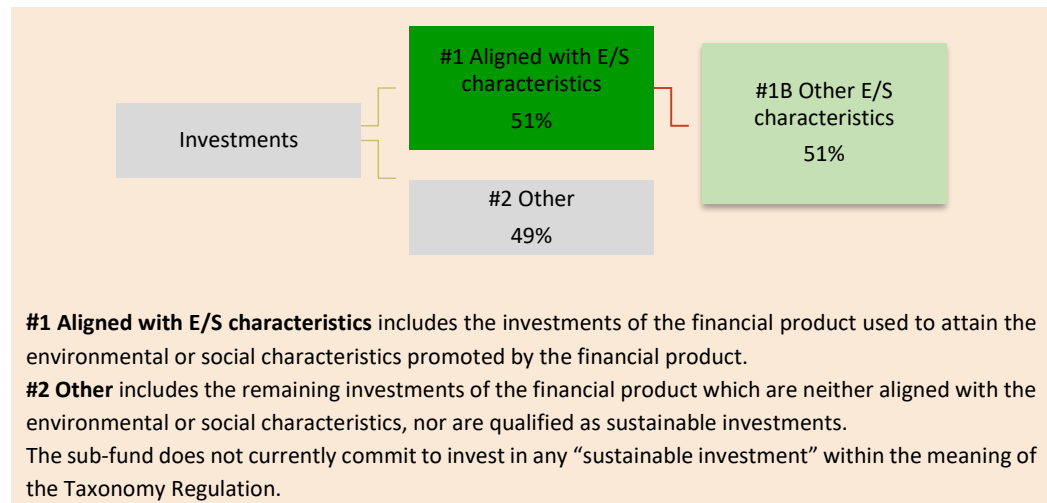 #1 Aligned with E/S
characteristics
51%
#1B Other E/S
characteristics
51%
Investments
#2 Other
49%
#1 Aligned with E/S characteristics includes the investments of the financial product used to attain the
environmental or social characteristics promoted by the financial product.
#2 Other includes the remaining investments of the financial product which are neither aligned with the
environmental or social characteristics, nor are qualified as sustainable investments.
The sub-fund does not currently commit to invest in any “sustainable investment” within the meaning of
the Taxonomy Regulation.